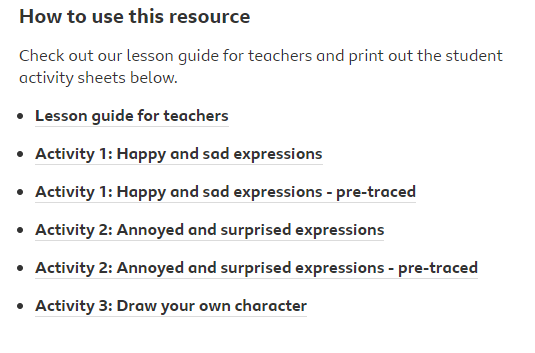 How to use this resource
Check out our lesson guide for teachers and print out the student
activity sheets below.
• Lesson guide for teachers
• Activity 1: Happy and sad expressions
• Activity 1: Happy and sad expressions - pre-traced
• Activity 2: Annoyed and surprised expressions
• Activity 2: Annoyed and surprised expressions - pre-traced
• Activity 3: Draw your own character